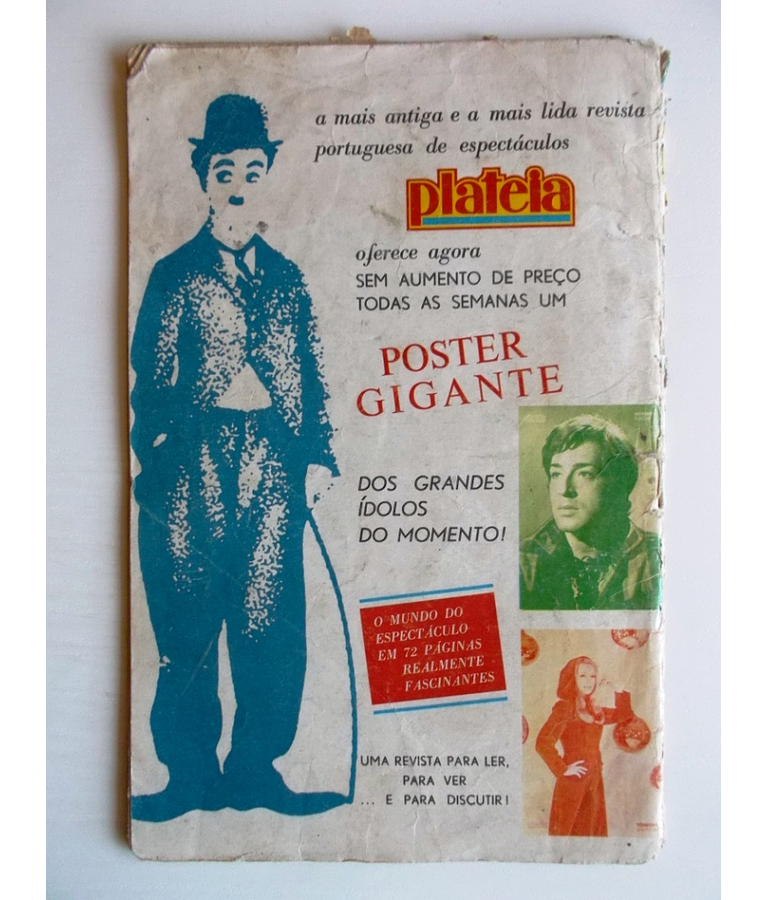 a mais antiga e a mais lida revista
portuguesa de espectáculos
plateia
oferece agora
SEM AUMENTO DE PREÇO
TODAS AS SEMANAS UM
POSTER
GIGANTE
DOS GRANDES
ÍDOLOS
DO MOMENTO!
O MUNDO DO
ESPECTÁCULO
EM 72 PÁGINAS
REALMENTE
FASCINANTES
UMA REVISTA PARA LER,
PARA VER
... E PARA DISCUTIR!